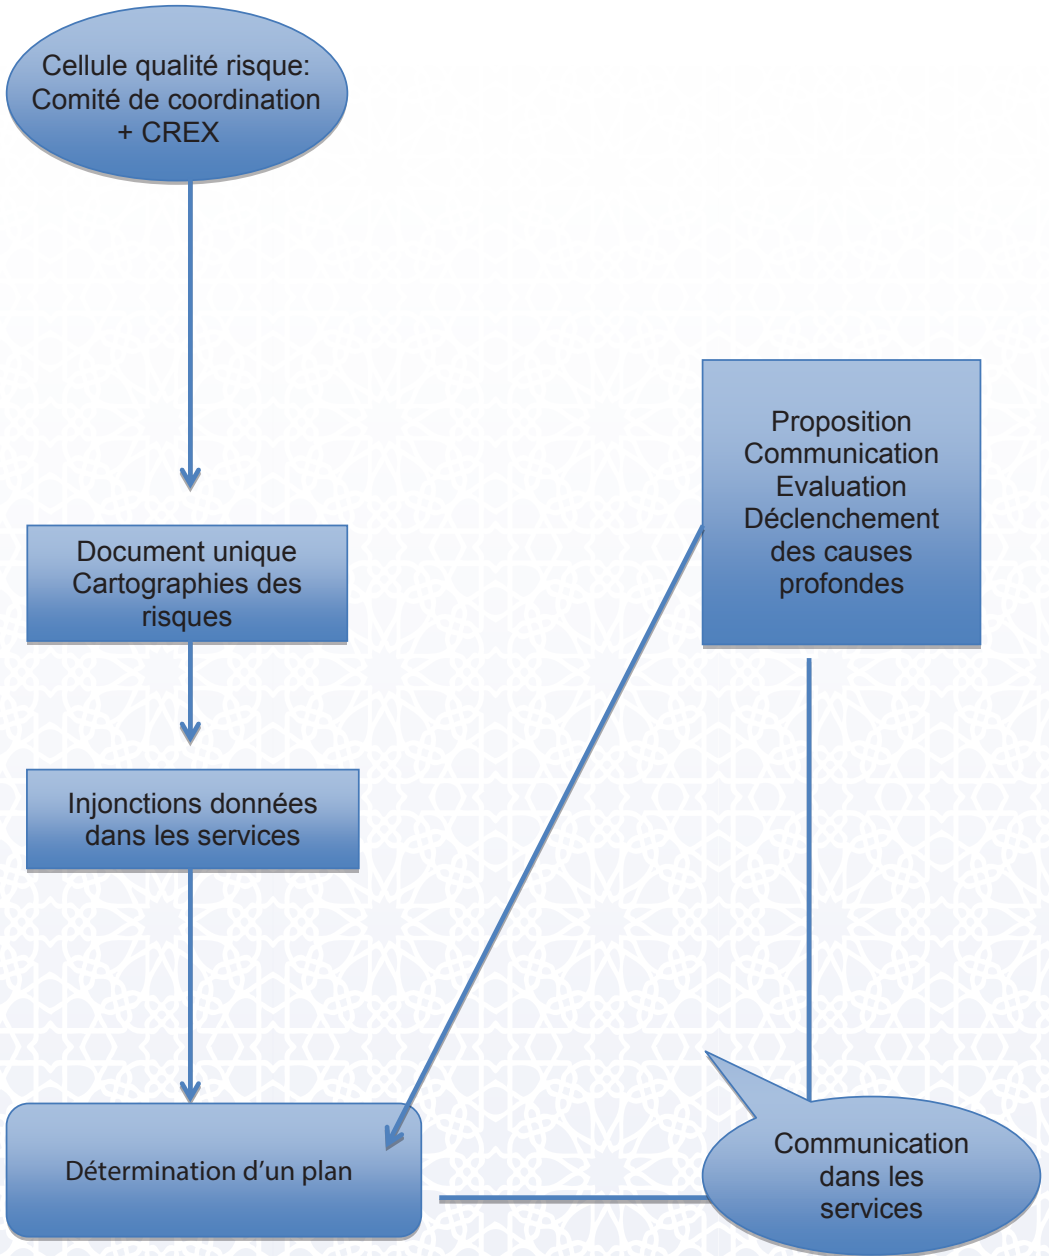 Cellule qualité risque:
Comité de coordination
+ CREX
Document unique
Cartographies des
risques
Injonctions données
dans les services
Détermination d'un plan
Proposition
Communication
Evaluation
Déclenchement
des causes
profondes
Communication
dans les
services